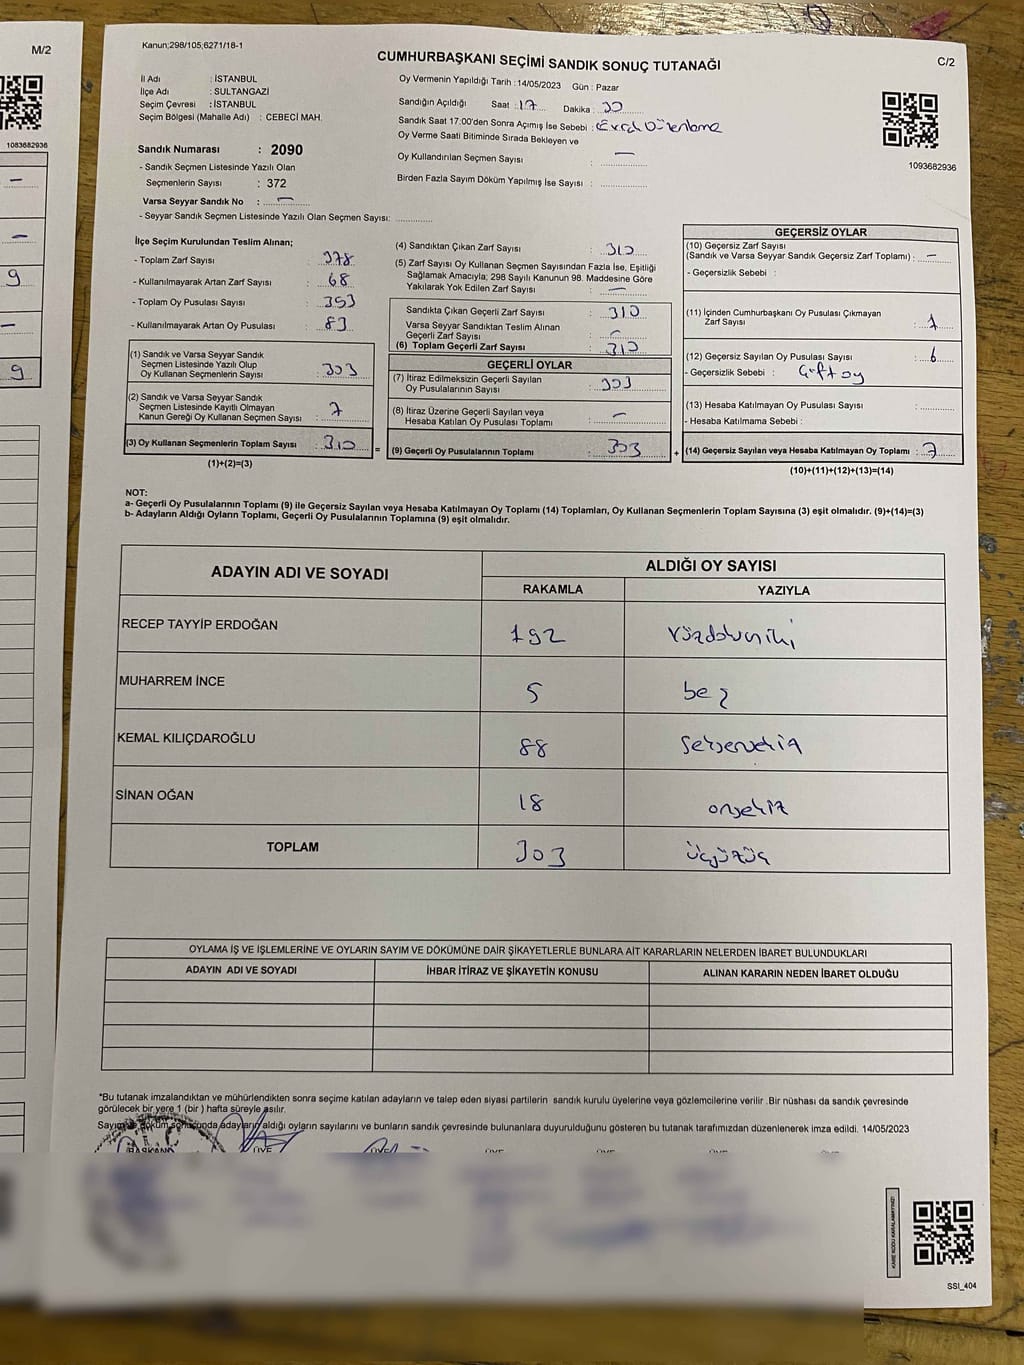 M/2
1083682936
9
9
Kanun;298/105;6271/18-1
CUMHURBAŞKANI SEÇİMİ SANDIK SONUÇ TUTANAĞI
C/2
İl Adı : İSTANBUL
İlçe Adı : SULTANGAZİ
Seçim Çevresi : İSTANBUL
Seçim Bölgesi (Mahalle Adı) : CEBECİ MAH.
Oy Vermenin Yapıldığı Tarih : 14/05/2023 Gün : Pazar
Sandığın Açıldığı Saat : 17 Dakika : 30
Sandık Saat 17:00'den Sonra Açımış İse Sebebi : Evrak Düzenleme
Oy Verme Saati Bitiminde Sırada Bekleyen ve
Oy Kullandırılan Seçmen Sayısı : —
Birden Fazla Sayım Döküm Yapılmış İse Sayısı :
1093682936
Sandık Numarası : 2090
- Sandık Seçmen Listesinde Yazılı Olan
Seçmenlerin Sayısı : 372
Varsa Seyyar Sandık No : —
- Seyyar Sandık Seçmen Listesinde Yazılı Olan Seçmen Sayısı:
İlçe Seçim Kurulundan Teslim Alınan;
- Toplam Zarf Sayısı : 378
- Kullanılmayarak Artan Zarf Sayısı : 68
- Toplam Oy Pusulası Sayısı : 353
- Kullanılmayarak Artan Oy Pusulası : 83
(1) Sandık ve Varsa Seyyar Sandık
Seçmen Listesinde Yazılı Olup
Oy Kullanan Seçmenlerin Sayısı : 303
(2) Sandık ve Varsa Seyyar Sandık
Seçmen Listesinde Kayıtlı Olmayan
Kanun Gereği Oy Kullanan Seçmen Sayısı : 7
(3) Oy Kullanan Seçmenlerin Toplam Sayısı : 310
(1)+(2)=(3)
(4) Sandıktan Çıkan Zarf Sayısı : 310
(5) Zarf Sayısı Oy Kullanan Seçmen Sayısından Fazla İse, Eşitliği
Sağlamak Amacıyla; 298 Sayılı Kanunun 98. Maddesine Göre
Yakılarak Yok Edilen Zarf Sayısı : —
Sandıkta Çıkan Geçerli Zarf Sayısı : 310
Varsa Seyyar Sandıktan Teslim Alınan
Geçerli Zarf Sayısı : —
(6) Toplam Geçerli Zarf Sayısı : 310
GEÇERLİ OYLAR
(7) İtiraz Edilmeksizin Geçerli Sayılan
Oy Pusulalarının Sayısı : 303
(8) İtiraz Üzerine Geçerli Sayılan veya
Hesaba Katılan Oy Pusulası Toplamı : —
= (9) Geçerli Oy Pusulalarının Toplamı : 303
GEÇERSİZ OYLAR
(10) Geçersiz Zarf Sayısı
(Sandık ve Varsa Seyyar Sandık Geçersiz Zarf Toplamı) : —
- Geçersizlik Sebebi :
(11) İçinden Cumhurbaşkanı Oy Pusulası Çıkmayan
Zarf Sayısı : 1
(12) Geçersiz Sayılan Oy Pusulası Sayısı : 6
- Geçersizlik Sebebi : Çift oy
(13) Hesaba Katılmayan Oy Pusulası Sayısı :
- Hesaba Katılmama Sebebi :
+ (14) Geçersiz Sayılan veya Hesaba Katılmayan Oy Toplamı : 7
(10)+(11)+(12)+(13)=(14)
NOT:
a- Geçerli Oy Pusulalarının Toplamı (9) ile Geçersiz Sayılan veya Hesaba Katılmayan Oy Toplamı (14) Toplamları, Oy Kullanan Seçmenlerin Toplam Sayısına (3) eşit olmalıdır. (9)+(14)=(3)
b- Adayların Aldığı Oyların Toplamı, Geçerli Oy Pusulalarının Toplamına (9) eşit olmalıdır.
ADAYIN ADI VE SOYADI ALDIĞI OY SAYISI
RAKAMLA YAZIYLA
RECEP TAYYİP ERDOĞAN 192 Yüzdoksaniki
MUHARREM İNCE 5 beş
KEMAL KILIÇDAROĞLU 88 Seksensekiz
SİNAN OĞAN 18 onsekiz
TOPLAM 303 üçyüzüç
OYLAMA İŞ VE İŞLEMLERİNE VE OYLARIN SAYIM VE DÖKÜMÜNE DAİR ŞİKAYETLERLE BUNLARA AİT KARARLARIN NELERDEN İBARET BULUNDUKLARI
ADAYIN ADI VE SOYADI İHBAR İTİRAZ VE ŞİKAYETİN KONUSU ALINAN KARARIN NEDEN İBARET OLDUĞU
*Bu tutanak imzalandıktan ve mühürlendikten sonra seçime katılan adayların ve talep eden siyasi partilerin sandık kurulu üyelerine veya gözlemcilerine verilir .Bir nüshası da sandık çevresinde
görülecek bir yere 1 (bir ) hafta süreyle asılır.
Sayım ve döküm sonucunda adayların aldığı oyların sayılarını ve bunların sandık çevresinde bulunanlara duyurulduğunu gösteren bu tutanak tarafımızdan düzenlenerek imza edildi. 14/05/2023
BAŞKAN ÜYE ÜYE ÜYE ÜYE ÜYE
KARE KODU KARALAMAYINIZ!
SSI_404